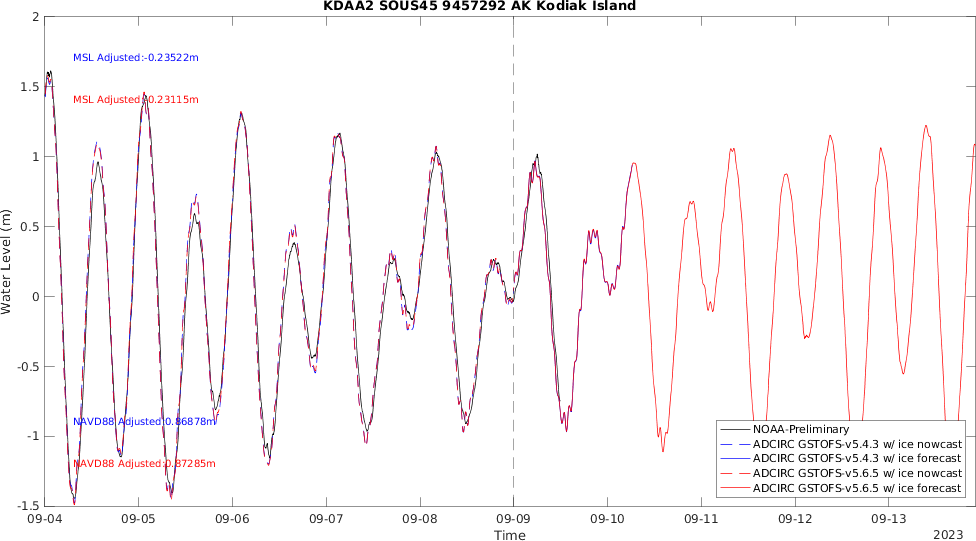 KDAA2 SOUS45 9457292 AK Kodiak Island
2
1.5
1
0.5
0
-0.5
-1
-1.5
Water Level (m)
MSL Adjusted:-0.23522m
MSL Adjusted:-0.23115m
NAVD88 Adjusted:0.86878m
NAVD88 Adjusted:0.87285m
NOAA-Preliminary
ADCIRC GSTOFS-v5.4.3 w/ ice nowcast
ADCIRC GSTOFS-v5.4.3 w/ ice forecast
ADCIRC GSTOFS-v5.6.5 w/ ice nowcast
ADCIRC GSTOFS-v5.6.5 w/ ice forecast
09-04 09-05 09-06 09-07 09-08 09-09 09-10 09-11 09-12 09-13
Time
2023